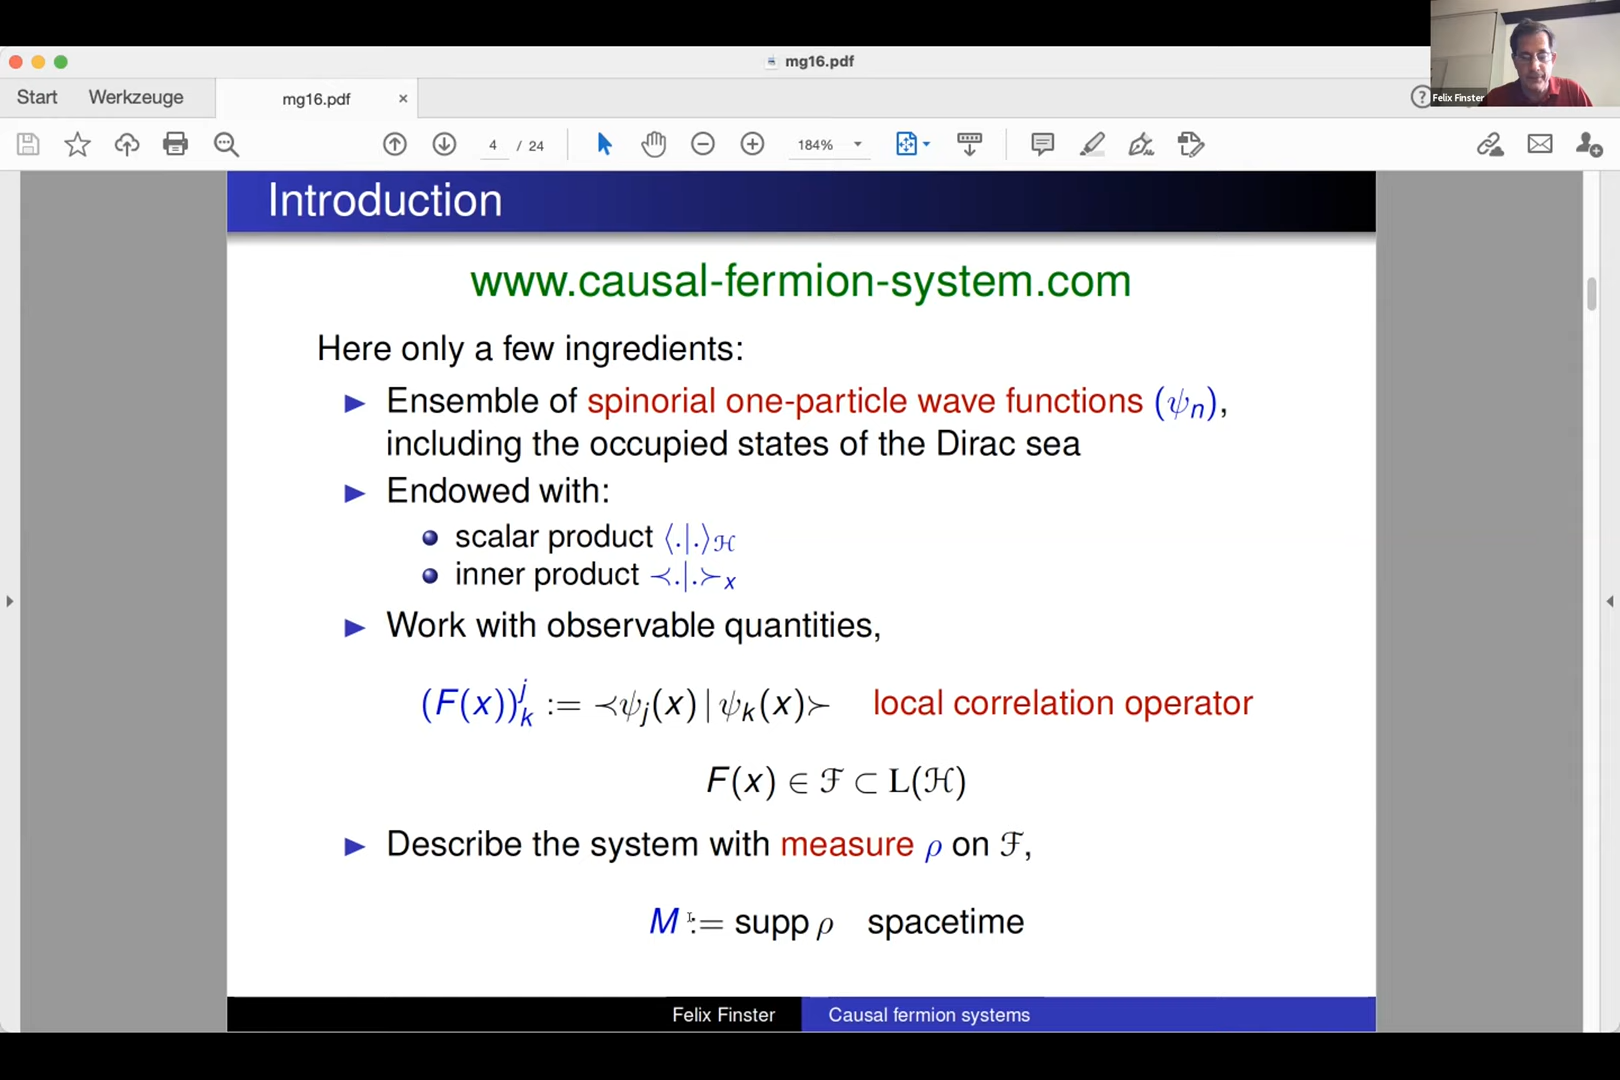 mg16.pdf
Start Werkzeuge mg16.pdf ×
?
Felix Finster
4 / 24 184%
Introduction
www.causal-fermion-system.com
Here only a few ingredients:
▶ Ensemble of spinorial one-particle wave functions (ψn),
including the occupied states of the Dirac sea
▶ Endowed with:
● scalar product ⟨.|.⟩ℋ
● inner product ≺.|.≻x
▶ Work with observable quantities,
(F(x))^j_k := ≺ψj(x) | ψk(x)≻ local correlation operator
F(x) ∈ ℱ ⊂ L(ℋ)
▶ Describe the system with measure ρ on ℱ,
M := supp ρ spacetime
Felix Finster Causal fermion systems